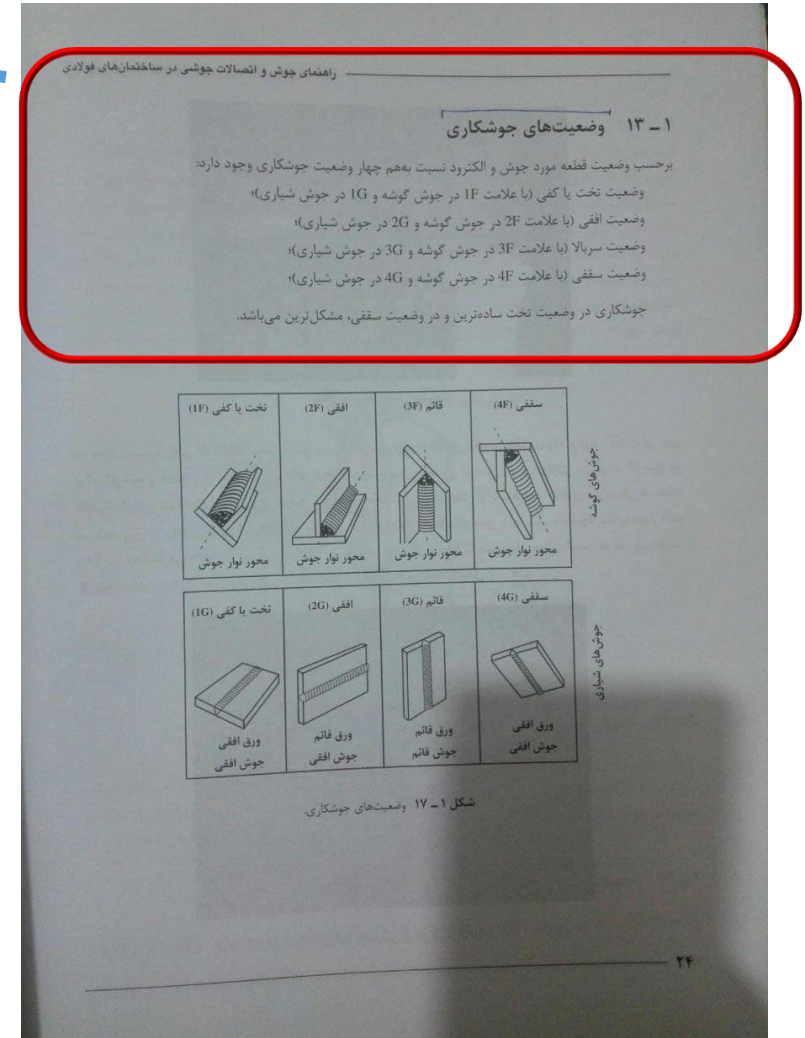 راهنمای جوش و اتصالات جوشی در ساختمان‌های فولادی
۱ ــ ۱۳ وضعیت‌های جوشکاری
برحسب وضعیت قطعه مورد جوش و الکترود نسبت به‌هم چهار وضعیت جوشکاری وجود دارد:
وضعیت تخت یا کفی (با علامت 1F در جوش گوشه و 1G در جوش شیاری)؛
وضعیت افقی (با علامت 2F در جوش گوشه و 2G در جوش شیاری)؛
وضعیت سربالا (با علامت 3F در جوش گوشه و 3G در جوش شیاری)؛
وضعیت سقفی (با علامت 4F در جوش گوشه و 4G در جوش شیاری)؛
جوشکاری در وضعیت تخت ساده‌ترین و در وضعیت سقفی، مشکل‌ترین می‌باشد.
جوش‌های گوشه
سقفی (4F) قائم (3F) افقی (2F) تخت یا کفی (1F)
محور نوار جوش محور نوار جوش محور نوار جوش محور نوار جوش
جوش‌های شیاری
سقفی (4G) قائم (3G) افقی (2G) تخت یا کفی (1G)
ورق افقی ورق قائم ورق قائم ورق افقی
جوش افقی جوش قائم جوش افقی جوش افقی
شکل ۱ ــ ۱۷ وضعیت‌های جوشکاری.
۲۴